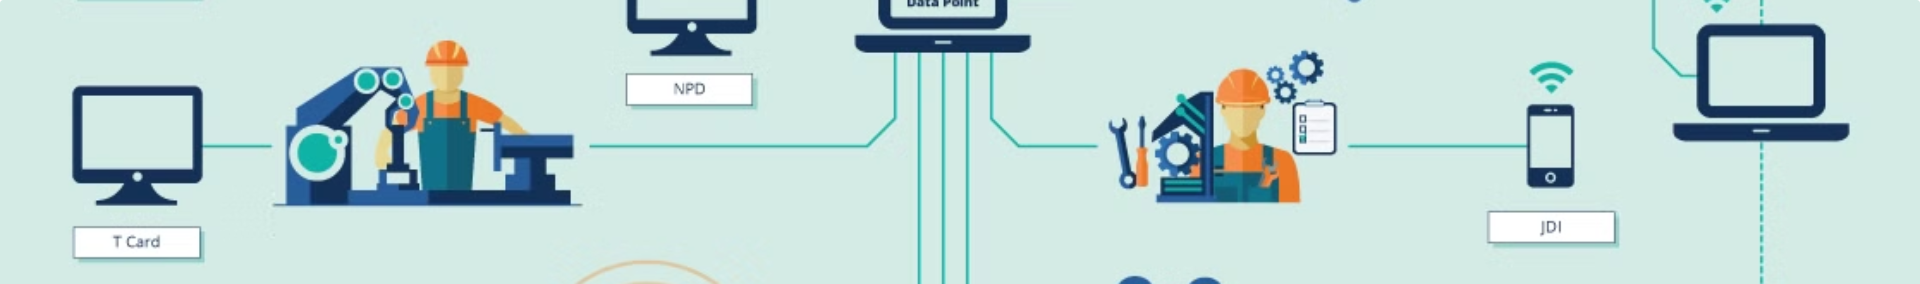 Data Point
NPD
T Card
JDI